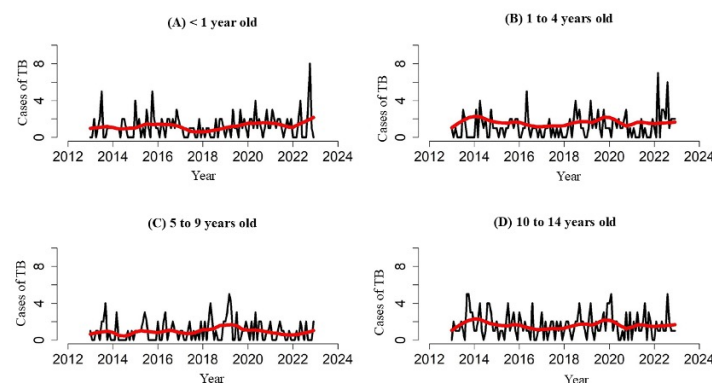 (A) < 1 year old
Cases of TB
0 4 8
2012 2014 2016 2018 2020 2022 2024
Year
(B) 1 to 4 years old
Cases of TB
0 4 8
2012 2014 2016 2018 2020 2022 2024
Year
(C) 5 to 9 years old
Cases of TB
0 4 8
2012 2014 2016 2018 2020 2022 2024
Year
(D) 10 to 14 years old
Cases of TB
0 4 8
2012 2014 2016 2018 2020 2022 2024
Year